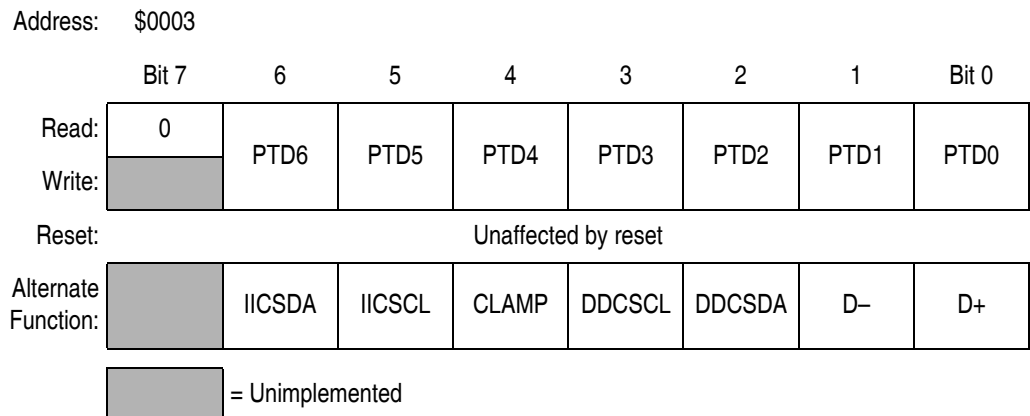 Address: $0003
Bit 7 6 5 4 3 2 1 Bit 0
Read: 0 PTD6 PTD5 PTD4 PTD3 PTD2 PTD1 PTD0
Write:
Reset: Unaffected by reset
Alternate
Function: IICSDA IICSCL CLAMP DDCSCL DDCSDA D– D+
= Unimplemented